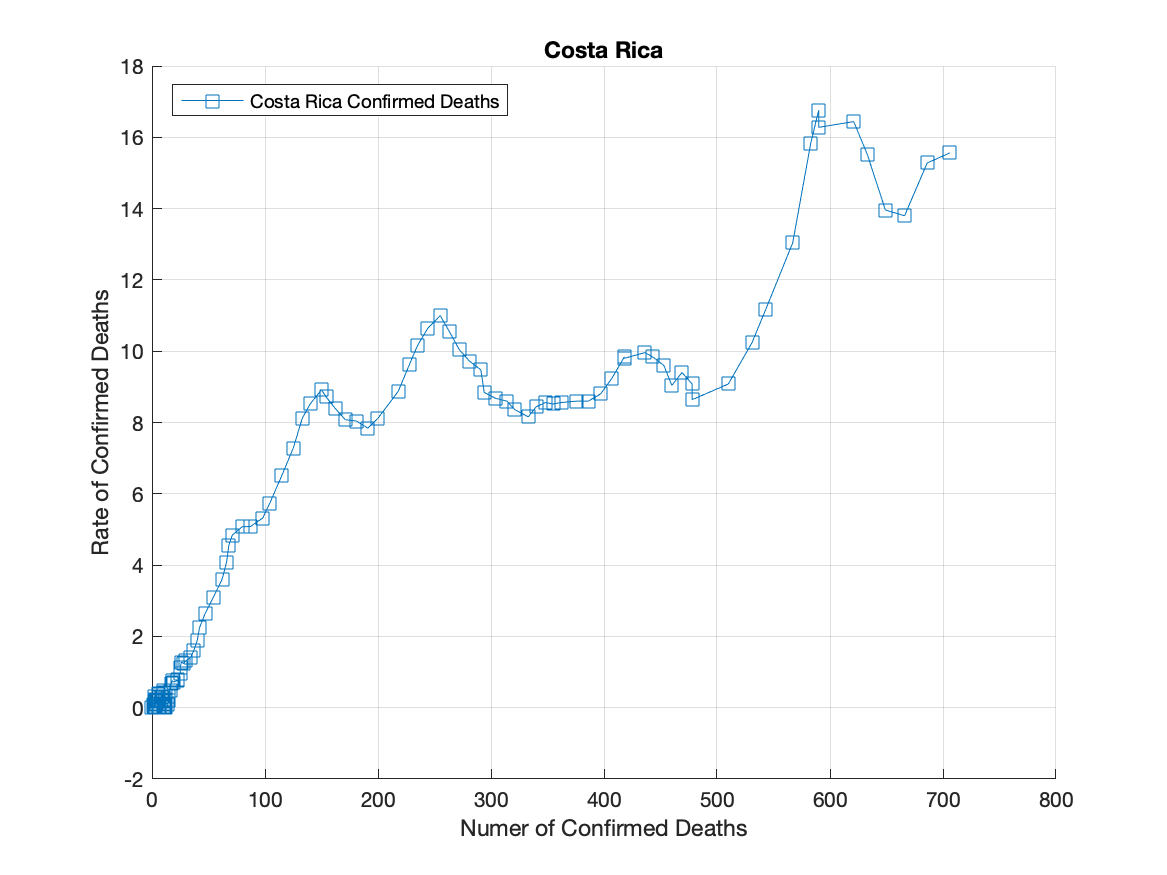 Costa Rica
Costa Rica Confirmed Deaths
18
16
14
12
10
8
6
4
2
0
-2
Rate of Confirmed Deaths
0 100 200 300 400 500 600 700 800
Numer of Confirmed Deaths